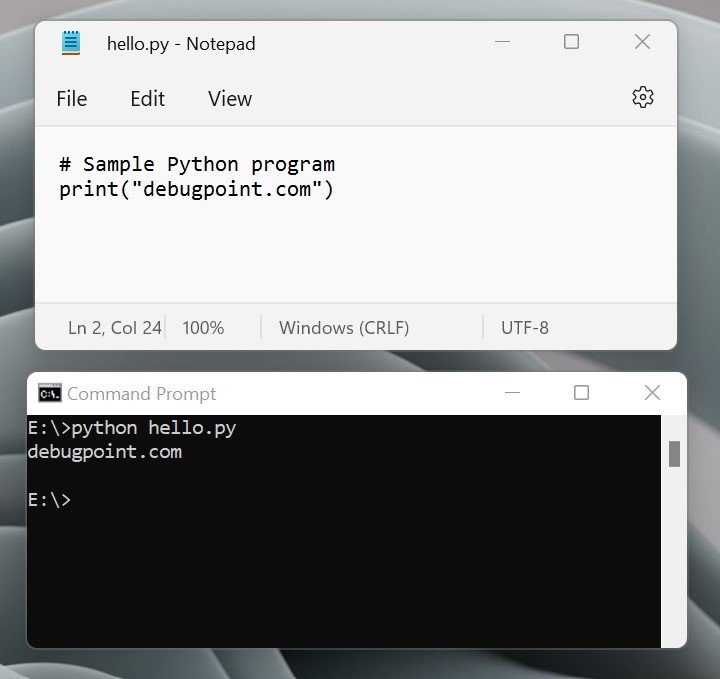 hello.py - Notepad
File Edit View
# Sample Python program
print("debugpoint.com")
Ln 2, Col 24 100% Windows (CRLF) UTF-8
C:\. Command Prompt
E:\>python hello.py
debugpoint.com
E:\>